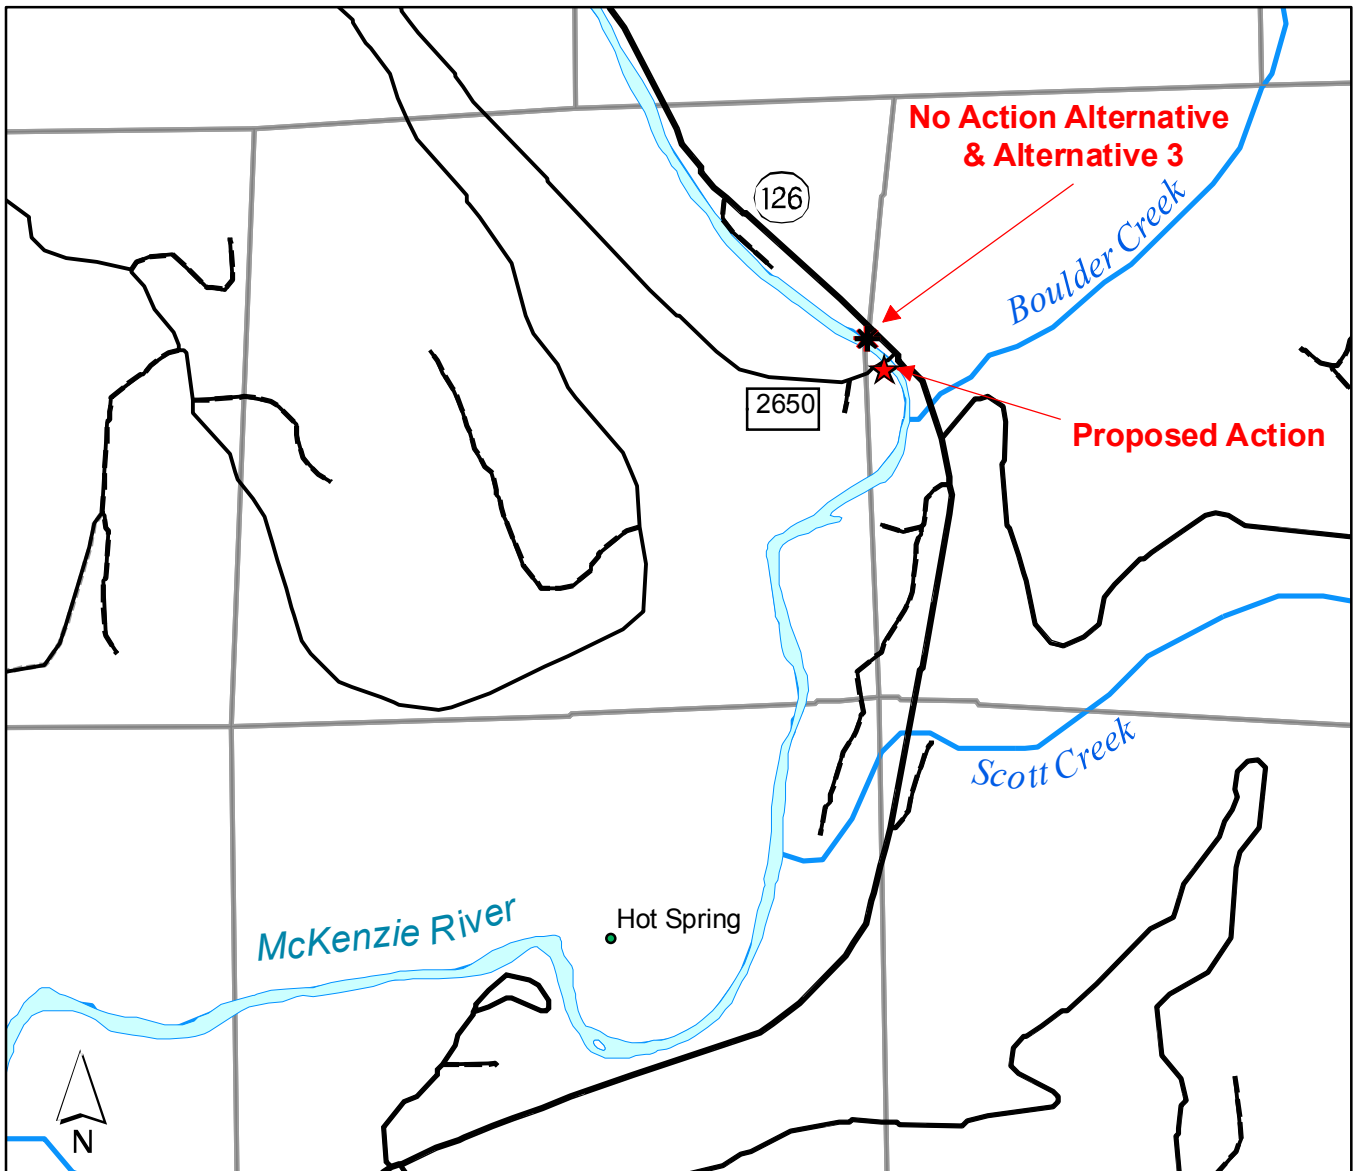 No Action Alternative
& Alternative 3
126
Boulder Creek
2650
Proposed Action
Scott Creek
Hot Spring
McKenzie River
N